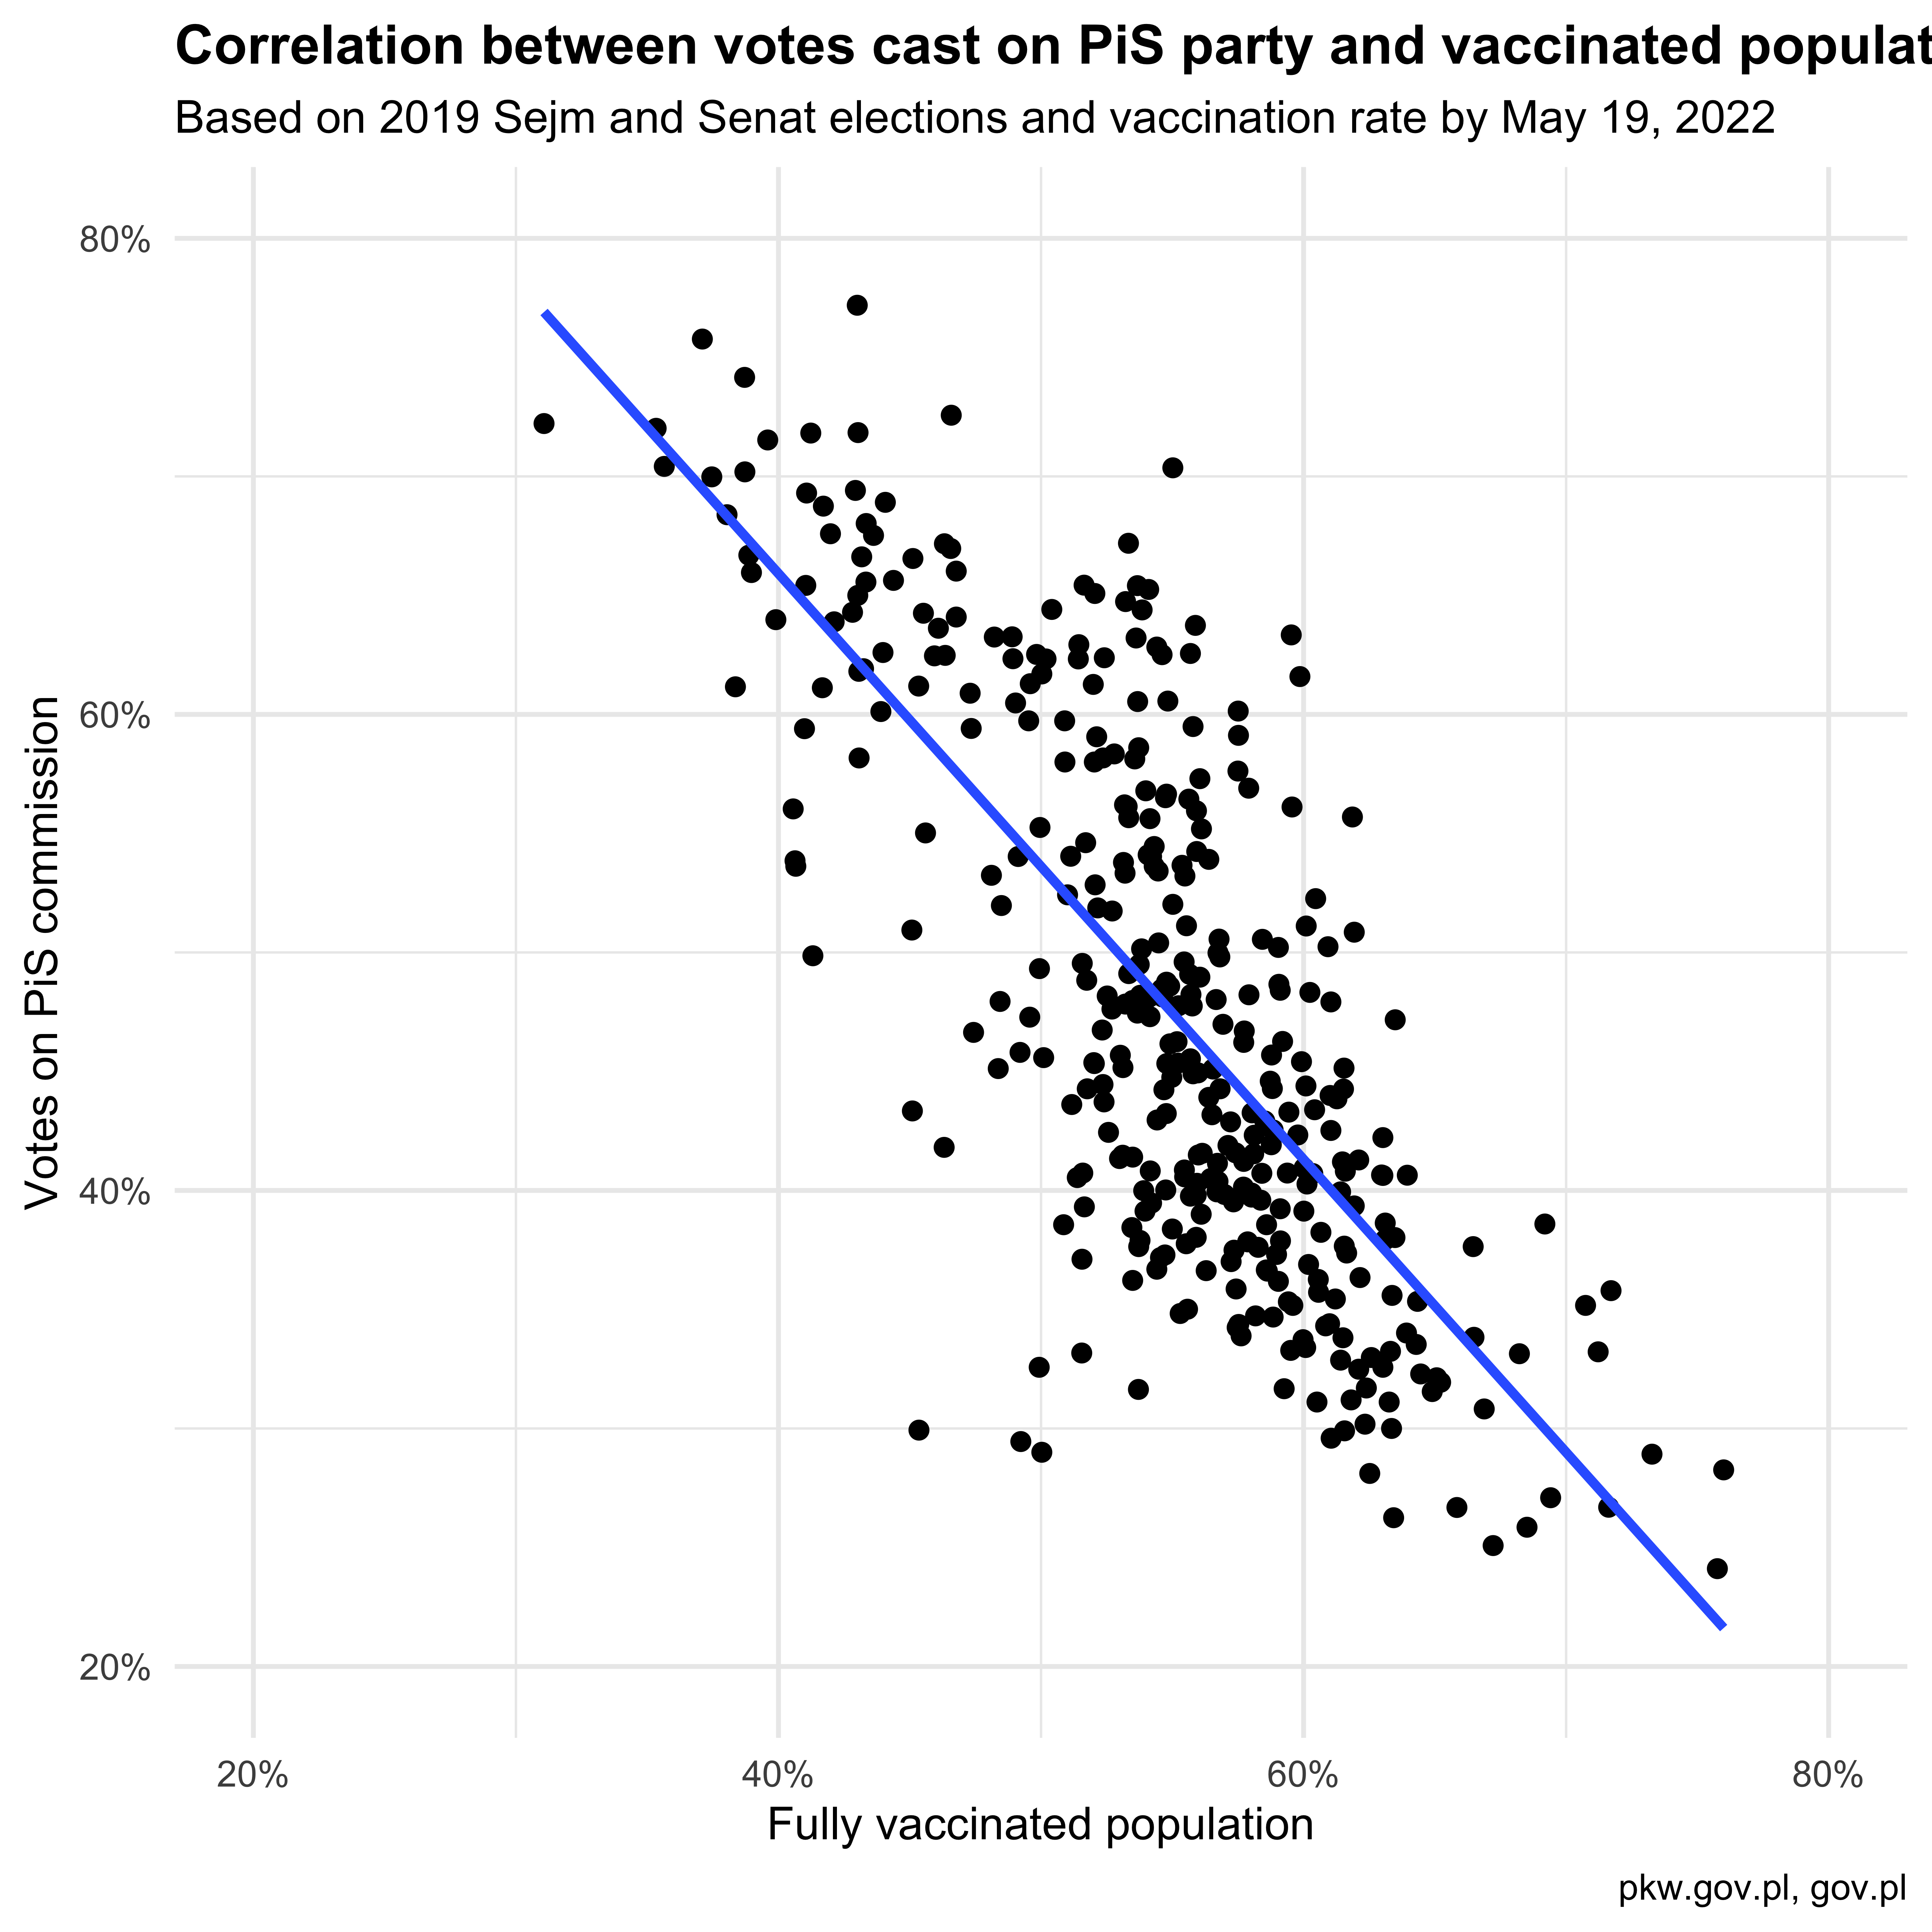 Correlation between votes cast on PiS party and vaccinated populat
Based on 2019 Sejm and Senat elections and vaccination rate by May 19, 2022
80%
60%
40%
20%
Votes on PiS commission
20% 40% 60% 80%
Fully vaccinated population
pkw.gov.pl, gov.pl